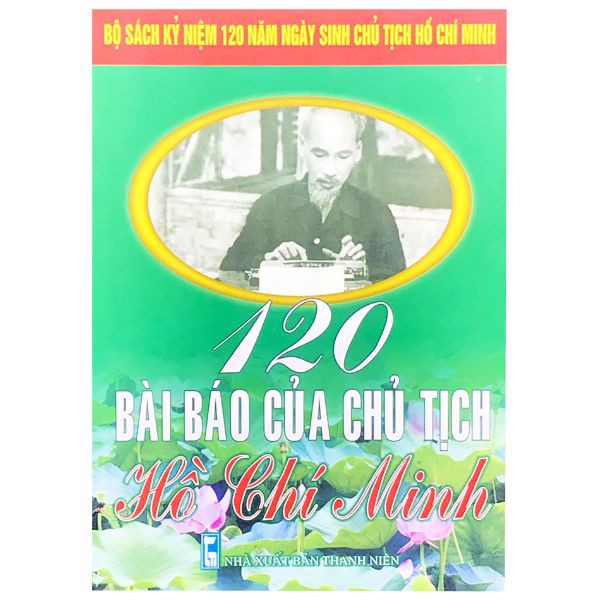 BỘ SÁCH KỶ NIỆM 120 NĂM NGÀY SINH CHỦ TỊCH HỒ CHÍ MINH
120
BÀI BÁO CỦA CHỦ TỊCH
Hồ Chí Minh
NHÀ XUẤT BẢN THANH NIÊN